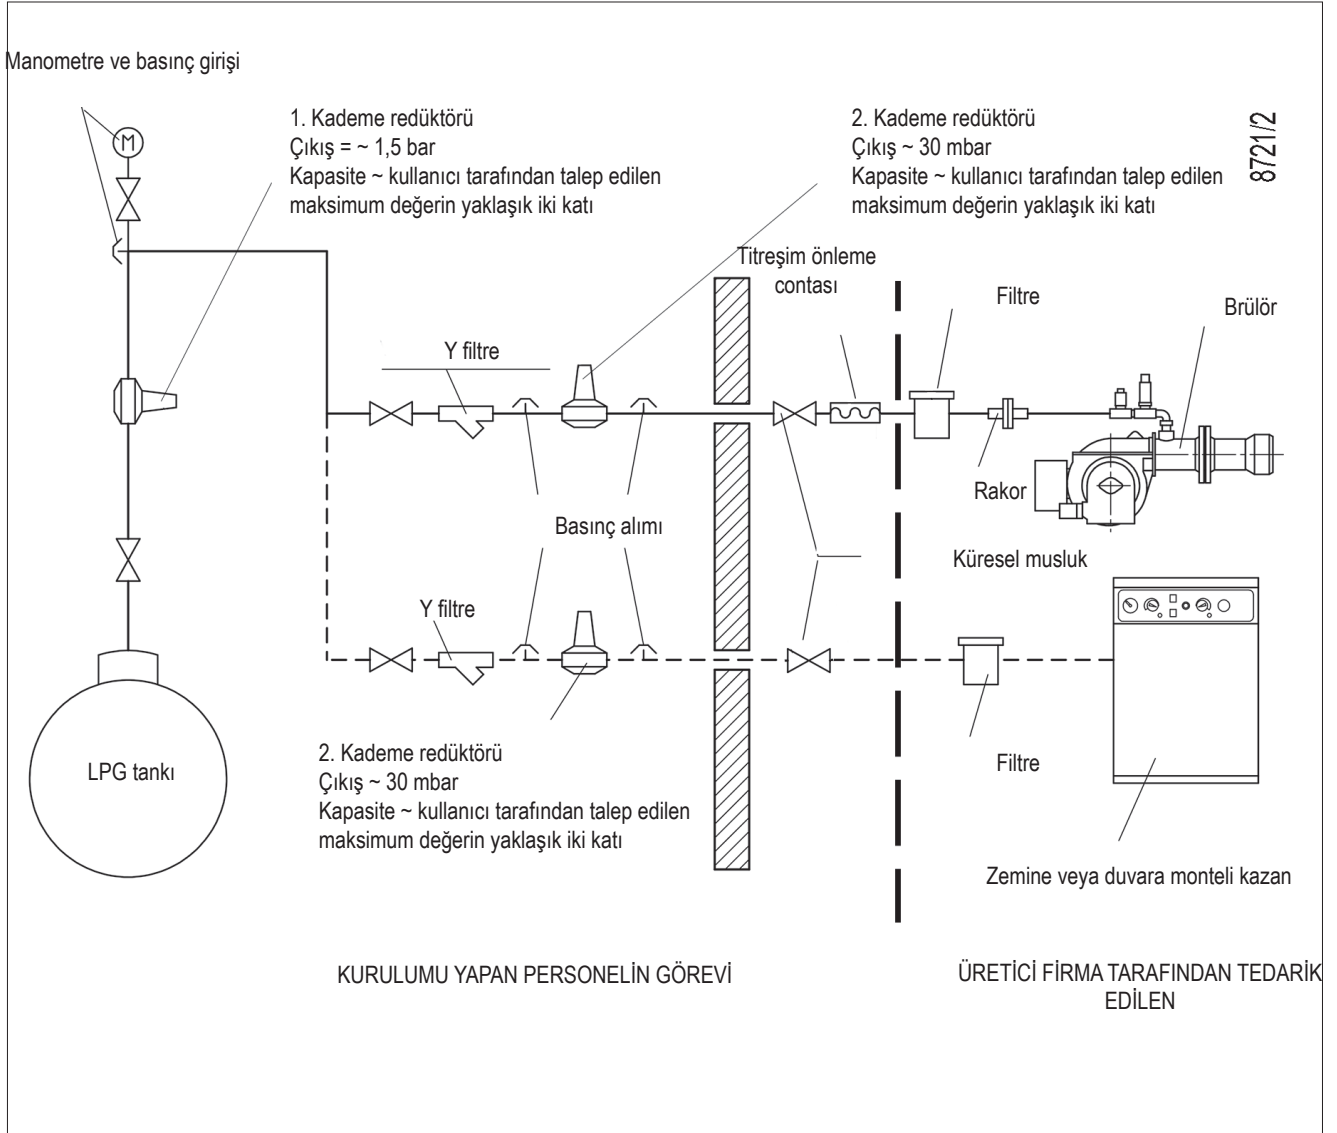 Manometre ve basınç girişi
M
1. Kademe redüktörü
Çıkış = ~ 1,5 bar
Kapasite ~ kullanıcı tarafından talep edilen
maksimum değerin yaklaşık iki katı
2. Kademe redüktörü
Çıkış ~ 30 mbar
Kapasite ~ kullanıcı tarafından talep edilen
maksimum değerin yaklaşık iki katı
8721/2
Titreşim önleme
contası
Filtre
Brülör
Y filtre
Rakor
Basınç alımı
Küresel musluk
Y filtre
LPG tankı
2. Kademe redüktörü
Çıkış ~ 30 mbar
Kapasite ~ kullanıcı tarafından talep edilen
maksimum değerin yaklaşık iki katı
Filtre
Zemine veya duvara monteli kazan
KURULUMU YAPAN PERSONELİN GÖREVİ
ÜRETİCİ FİRMA TARAFINDAN TEDARİK
EDİLEN